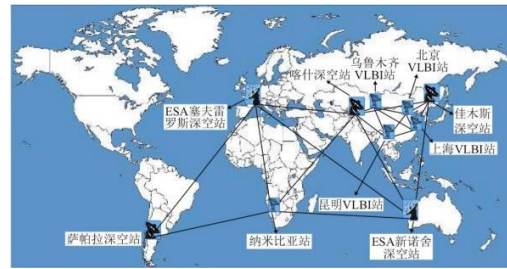 乌鲁木齐
VLBI站
北京
VLBI站
喀什深空站
ESA塞夫雷
罗斯深空站
佳木斯
深空站
上海VLBI站
昆明VLBI站
萨帕拉深空站
纳米比亚站
ESA新诺舍
深空站